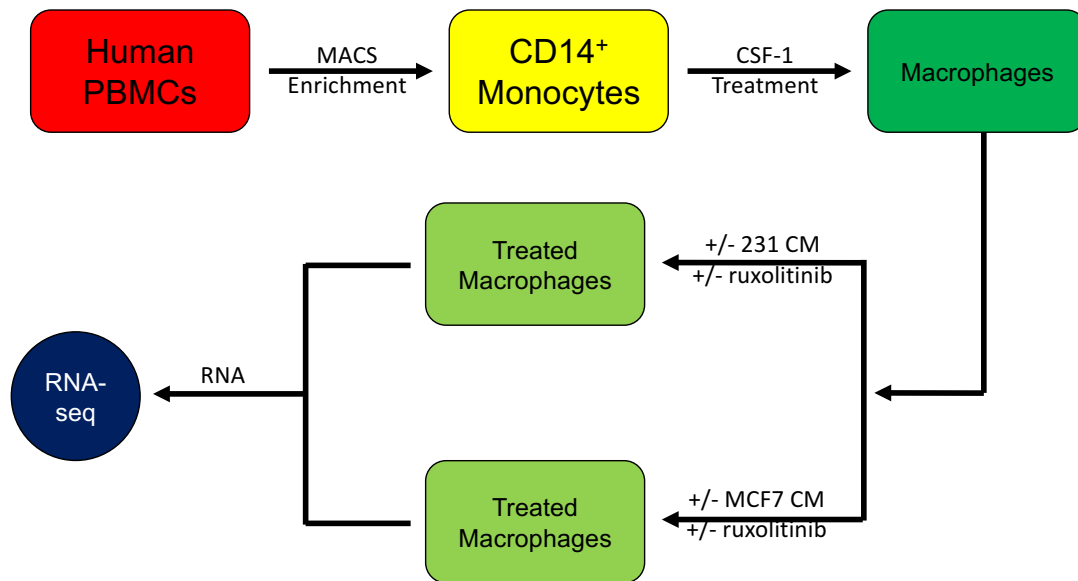 Human
PBMCs
MACS
Enrichment
CD14⁺
Monocytes
CSF-1
Treatment
Macrophages
Treated
Macrophages
+/- 231 CM
+/- ruxolitinib
RNA-
seq
RNA
Treated
Macrophages
+/- MCF7 CM
+/- ruxolitinib